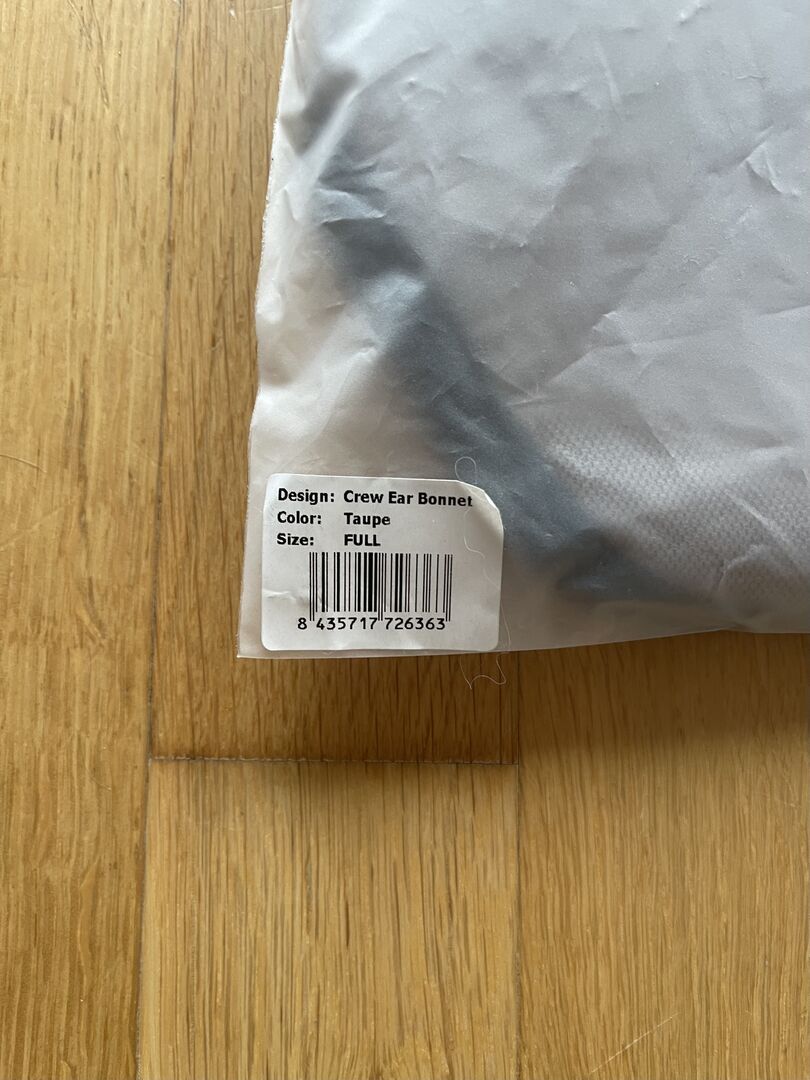 Design: Crew Ear Bonnet
Color: Taupe
Size: FULL
8 435717 726363